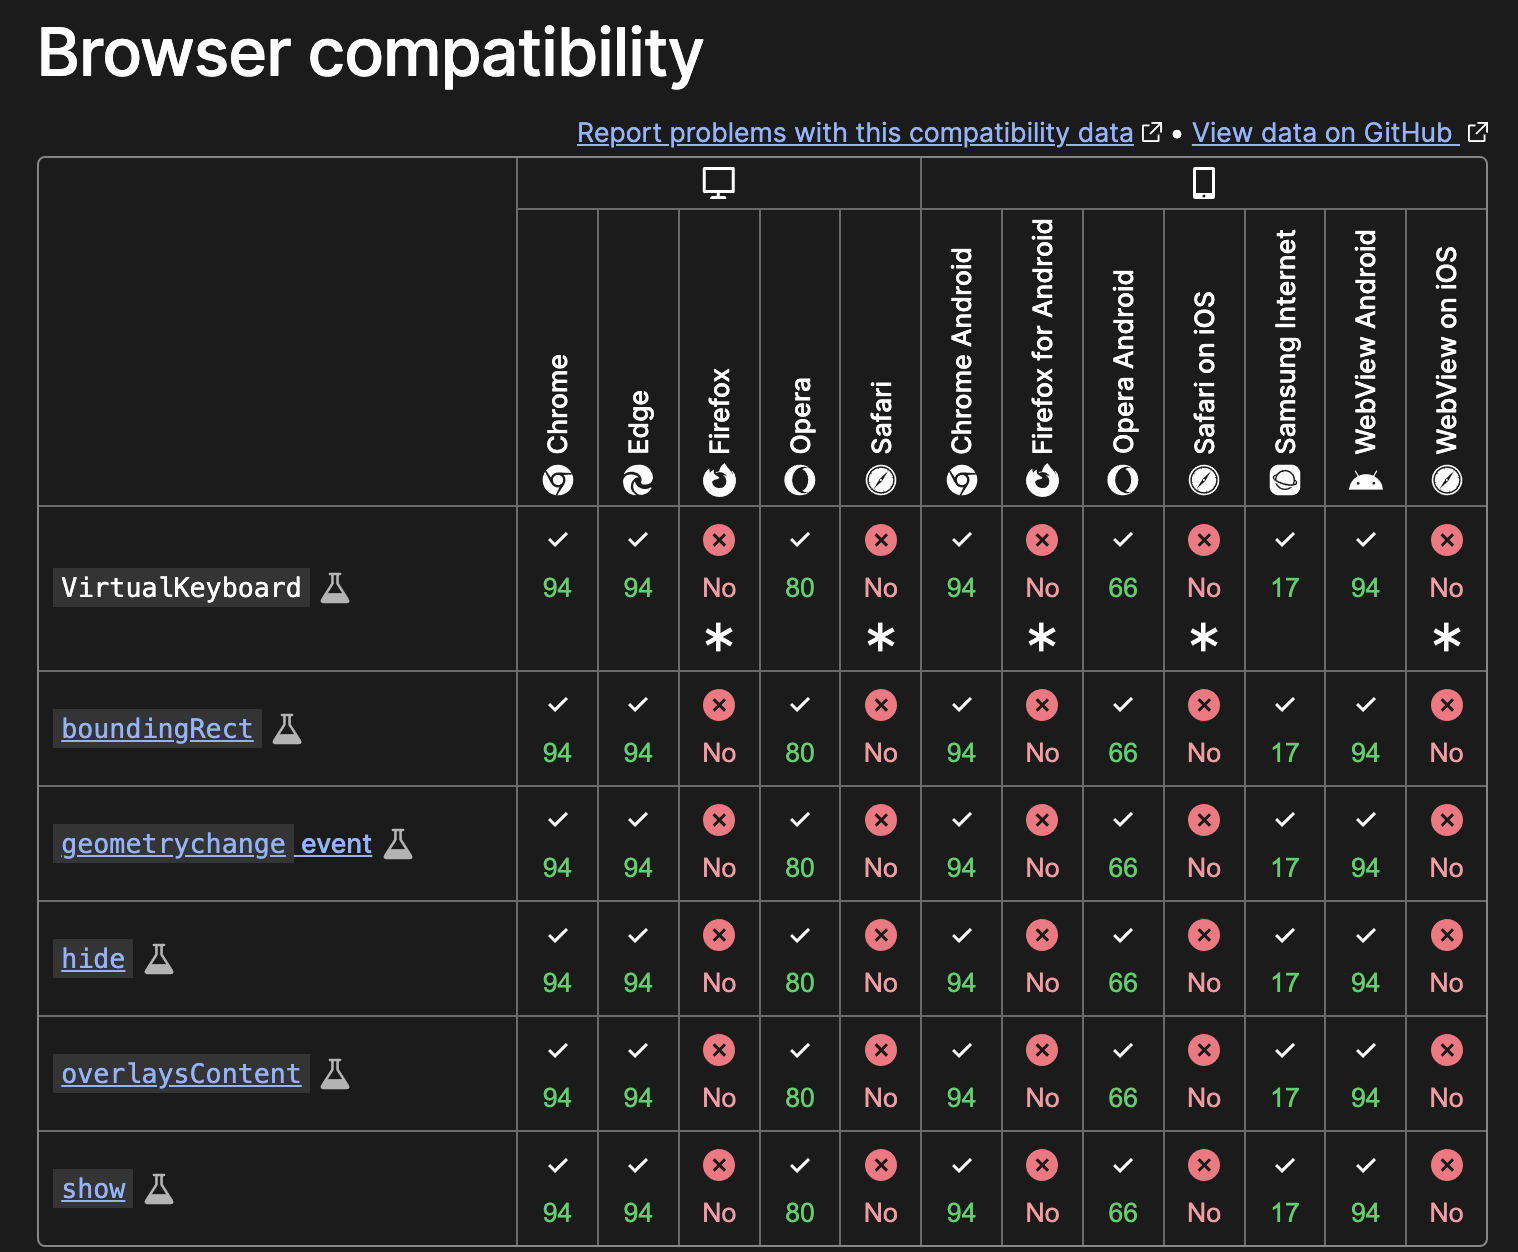 Browser compatibility
Report problems with this compatibility data • View data on GitHub
Chrome
Edge
Firefox
Opera
Safari
Chrome Android
Firefox for Android
Opera Android
Safari on iOS
Samsung Internet
WebView Android
WebView on iOS
VirtualKeyboard
94 94 No 80 No 94 No 66 No 17 94 No
* * * * *
boundingRect
94 94 No 80 No 94 No 66 No 17 94 No
geometrychange event
94 94 No 80 No 94 No 66 No 17 94 No
hide
94 94 No 80 No 94 No 66 No 17 94 No
overlaysContent
94 94 No 80 No 94 No 66 No 17 94 No
show
94 94 No 80 No 94 No 66 No 17 94 No